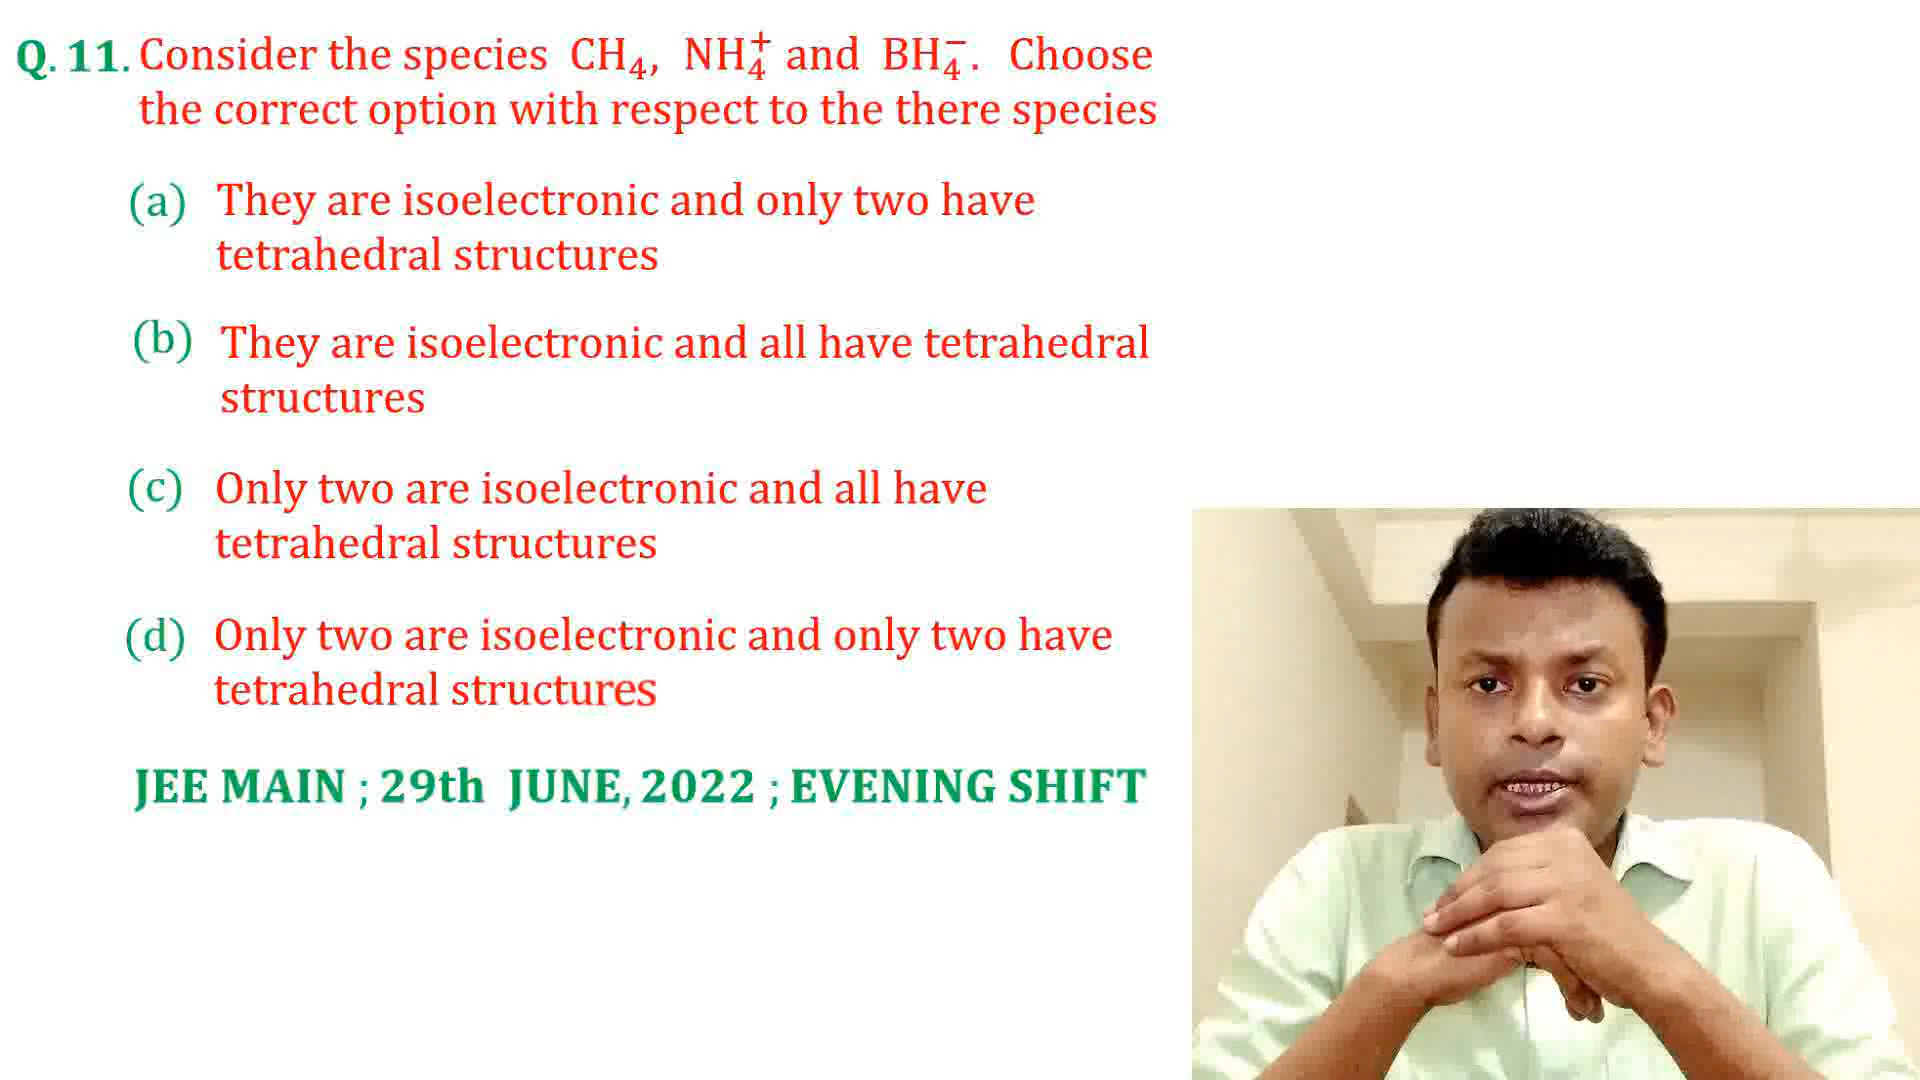 Q. 11. Consider the species CH₄, NH₄⁺ and BH₄⁻. Choose
the correct option with respect to the there species
(a) They are isoelectronic and only two have
tetrahedral structures
(b) They are isoelectronic and all have tetrahedral
structures
(c) Only two are isoelectronic and all have
tetrahedral structures
(d) Only two are isoelectronic and only two have
tetrahedral structures
JEE MAIN ; 29th JUNE, 2022 ; EVENING SHIFT